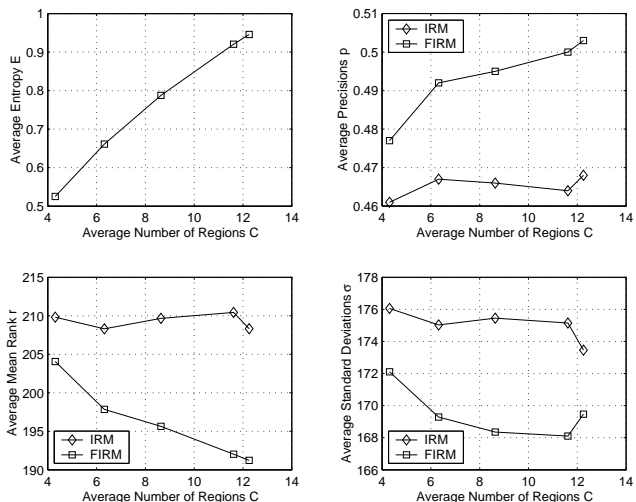 1
0.9
0.8
0.7
0.6
0.5
Average Entropy E
4 6 8 10 12 14
Average Number of Regions C
0.51
0.5
0.49
0.48
0.47
0.46
Average Precisions p
IRM
FIRM
4 6 8 10 12 14
Average Number of Regions C
215
210
205
200
195
190
Average Mean Rank r
IRM
FIRM
4 6 8 10 12 14
Average Number of Regions C
178
176
174
172
170
168
166
Average Standard Deviations σ
IRM
FIRM
4 6 8 10 12 14
Average Number of Regions C